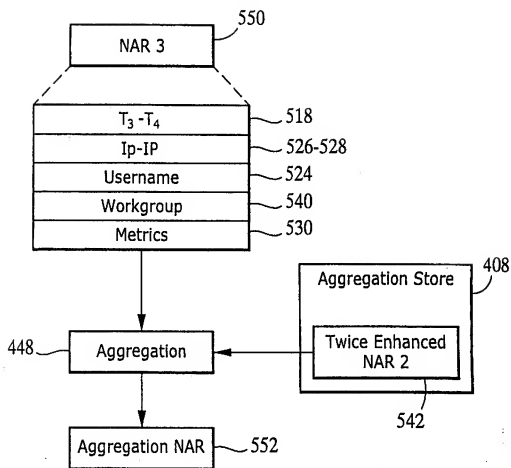 550
NAR 3
T3-T4
518
Ip-IP
526-528
Username
524
Workgroup
540
Metrics
530
Aggregation Store
408
448
Aggregation
Twice Enhanced
NAR 2
542
Aggregation NAR
552